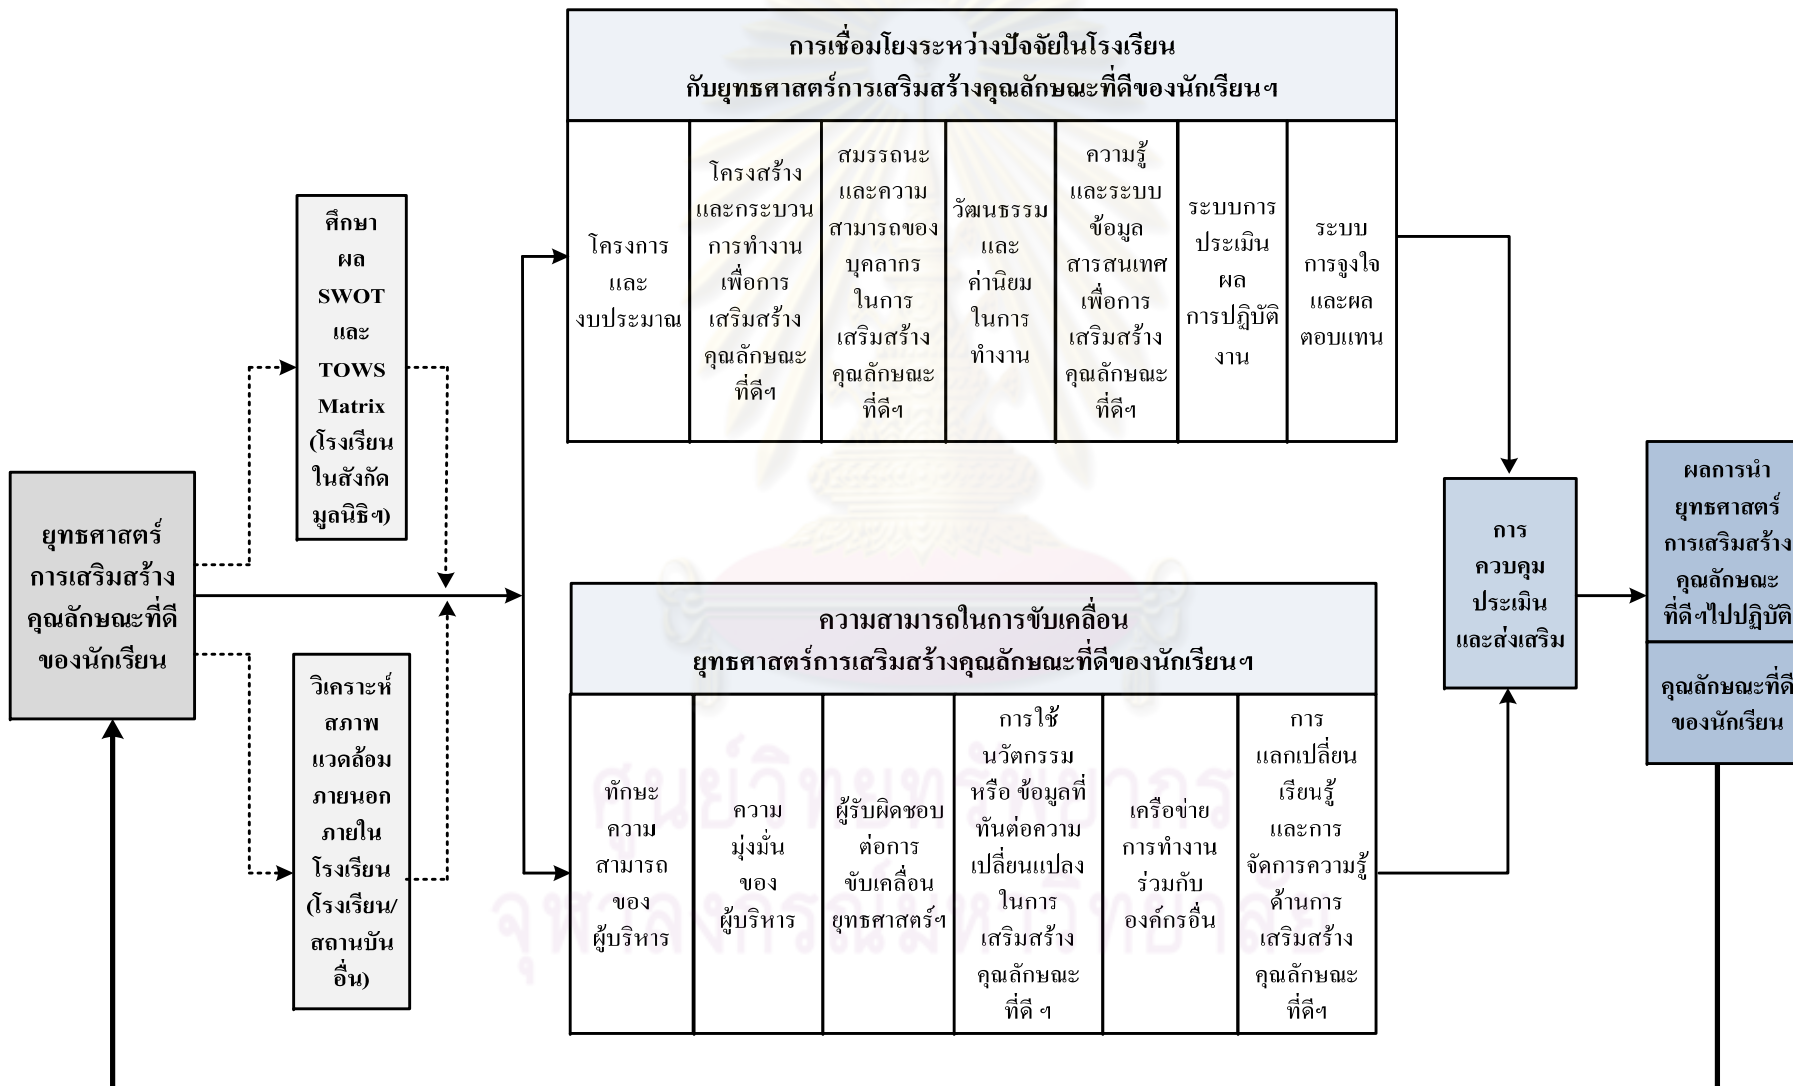 การเชื่อมโยงระหว่างปัจจัยในโรงเรียน
กับยุทธศาสตร์การเสริมสร้างคุณลักษณะที่ดีของนักเรียนฯ
โครงการ
และ
งบประมาณ
โครงสร้าง
และกระบวน
การทำงาน
เพื่อการ
เสริมสร้าง
คุณลักษณะ
ที่ดีฯ
สมรรถนะ
และความ
สามารถของ
บุคลากร
ในการ
เสริมสร้าง
คุณลักษณะ
ที่ดีฯ
วัฒนธรรม
และ
ค่านิยม
ในการ
ทำงาน
ความรู้
และระบบ
ข้อมูล
สารสนเทศ
เพื่อการ
เสริมสร้าง
คุณลักษณะ
ที่ดีฯ
ระบบการ
ประเมิน
ผล
การปฏิบัติ
งาน
ระบบ
การจูงใจ
และผล
ตอบแทน
ศึกษา
ผล
SWOT
และ
TOWS
Matrix
(โรงเรียน
ในสังกัด
มูลนิธิฯ)
ยุทธศาสตร์
การเสริมสร้าง
คุณลักษณะที่ดี
ของนักเรียน
วิเคราะห์
สภาพ
แวดล้อม
ภายนอก
ภายใน
โรงเรียน
(โรงเรียน/
สถานบัน
อื่น)
ความสามารถในการขับเคลื่อน
ยุทธศาสตร์การเสริมสร้างคุณลักษณะที่ดีของนักเรียนฯ
ทักษะ
ความ
สามารถ
ของ
ผู้บริหาร
ความ
มุ่งมั่น
ของ
ผู้บริหาร
ผู้รับผิดชอบ
ต่อการ
ขับเคลื่อน
ยุทธศาสตร์ฯ
การใช้
นวัตกรรม
หรือ ข้อมูลที่
ทันต่อความ
เปลี่ยนแปลง
ในการ
เสริมสร้าง
คุณลักษณะ
ที่ดี ฯ
เครือข่าย
การทำงาน
ร่วมกับ
องค์กรอื่น
การ
แลกเปลี่ยน
เรียนรู้
และการ
จัดการความรู้
ด้านการ
เสริมสร้าง
คุณลักษณะ
ที่ดีฯ
การ
ควบคุม
ประเมิน
และส่งเสริม
ผลการนำ
ยุทธศาสตร์
การเสริมสร้าง
คุณลักษณะ
ที่ดีฯไปปฏิบัติ
คุณลักษณะที่ดี
ของนักเรียน
ศูนย์วิทยทรัพยากร
จุฬาลงกรณ์มหาวิทยาลัย